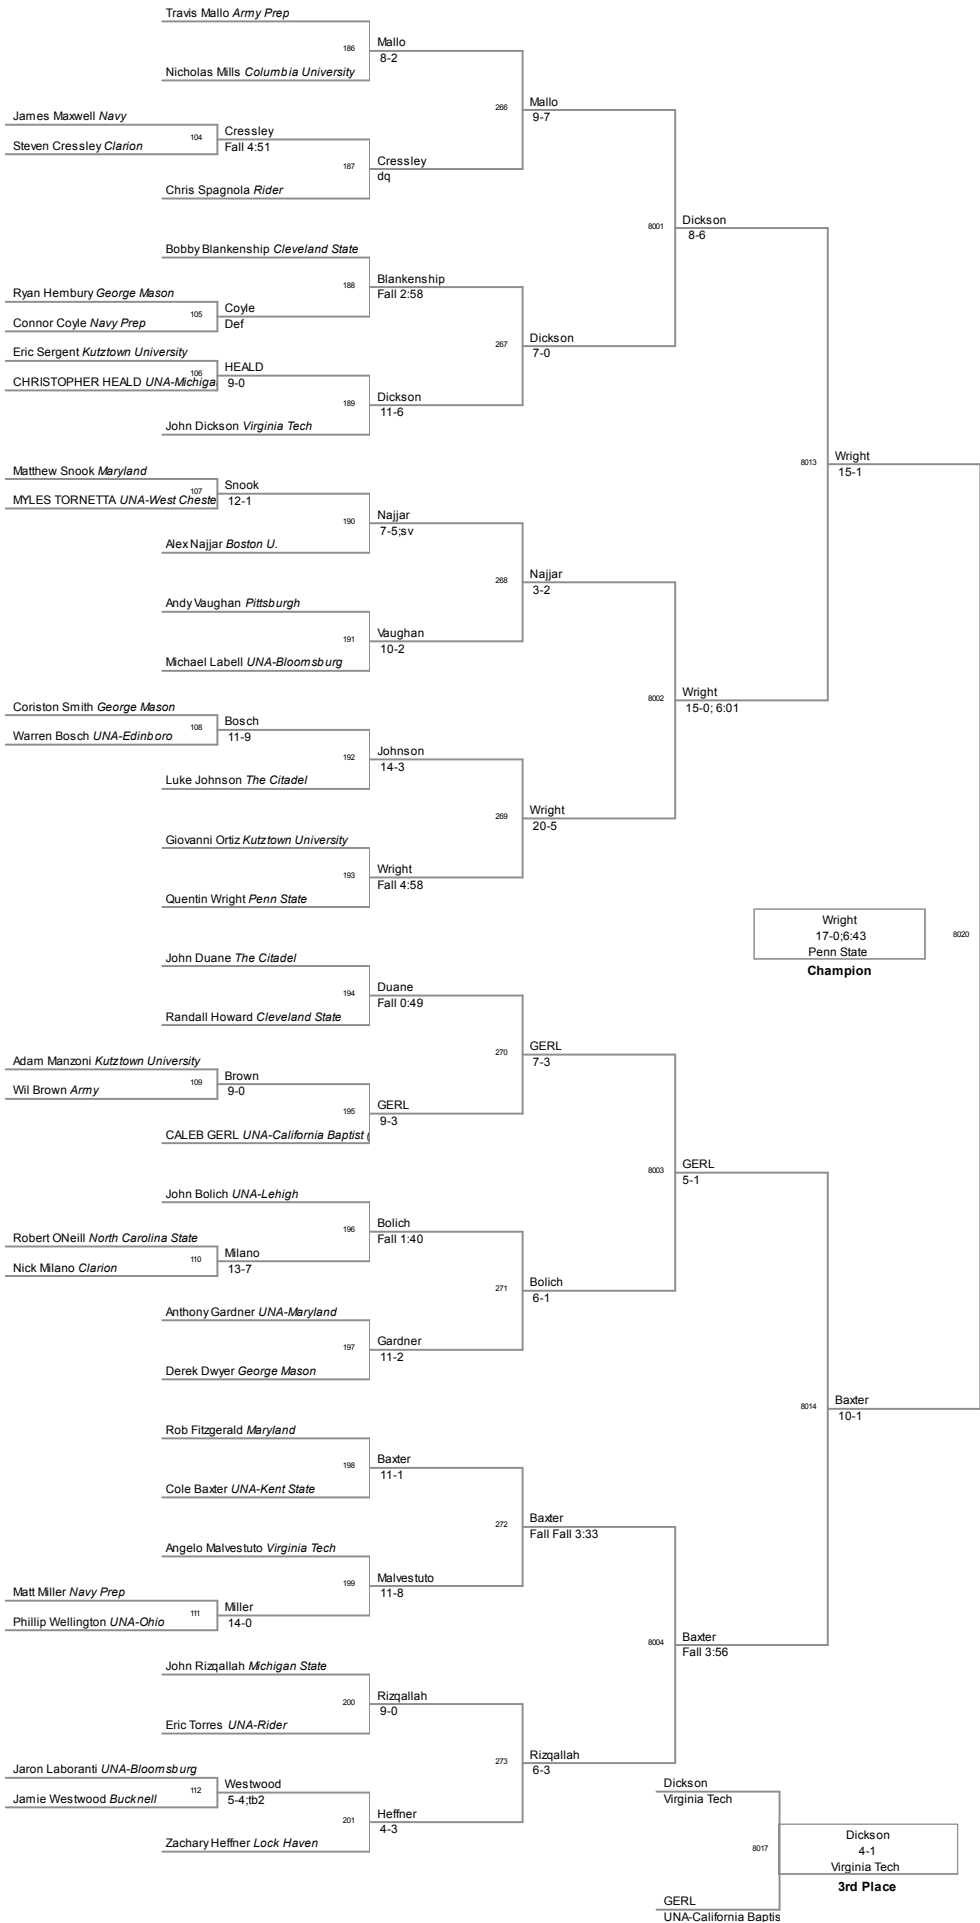 Travis Mallo Army Prep
186
Mallo
8-2
Nicholas Mills Columbia University
266
Mallo
9-7
James Maxwell Navy
104
Cressley
Fall 4:51
Steven Cressley Clarion
187
Cressley
dq
Chris Spagnola Rider
8001
Dickson
8-6
Bobby Blankenship Cleveland State
188
Blankenship
Fall 2:58
Ryan Hembury George Mason
105
Coyle
Def
Connor Coyle Navy Prep
267
Dickson
7-0
Eric Sergent Kutztown University
106
HEALD
9-0
CHRISTOPHER HEALD UNA-Michiga
189
Dickson
11-6
John Dickson Virginia Tech
8013
Wright
15-1
Matthew Snook Maryland
107
Snook
12-1
MYLES TORNETTA UNA-West Cheste
190
Najjar
7-5;sv
Alex Najjar Boston U.
268
Najjar
3-2
Andy Vaughan Pittsburgh
191
Vaughan
10-2
Michael Labell UNA-Bloomsburg
8002
Wright
15-0; 6:01
Coriston Smith George Mason
108
Bosch
11-9
Warren Bosch UNA-Edinboro
192
Johnson
14-3
Luke Johnson The Citadel
269
Wright
20-5
Giovanni Ortiz Kutztown University
193
Wright
Fall 4:58
Quentin Wright Penn State
Wright
17-0;6:43
Penn State
Champion
8020
John Duane The Citadel
194
Duane
Fall 0:49
Randall Howard Cleveland State
270
GERL
7-3
Adam Manzoni Kutztown University
109
Brown
9-0
Wil Brown Army
195
GERL
9-3
CALEB GERL UNA-California Baptist (
8003
GERL
5-1
John Bolich UNA-Lehigh
196
Bolich
Fall 1:40
Robert ONeill North Carolina State
110
Milano
13-7
Nick Milano Clarion
271
Bolich
6-1
Anthony Gardner UNA-Maryland
197
Gardner
11-2
Derek Dwyer George Mason
8014
Baxter
10-1
Rob Fitzgerald Maryland
198
Baxter
11-1
Cole Baxter UNA-Kent State
272
Baxter
Fall Fall 3:33
Angelo Malvestuto Virginia Tech
199
Malvestuto
11-8
Matt Miller Navy Prep
111
Miller
14-0
Phillip Wellington UNA-Ohio
8004
Baxter
Fall 3:56
John Rizqallah Michigan State
200
Rizqallah
9-0
Eric Torres UNA-Rider
273
Rizqallah
6-3
Jaron Laboranti UNA-Bloomsburg
112
Westwood
5-4;tb2
Jamie Westwood Bucknell
201
Heffner
4-3
Zachary Heffner Lock Haven
Dickson
Virginia Tech
8017
Dickson
4-1
Virginia Tech
3rd Place
GERL
UNA-California Baptis